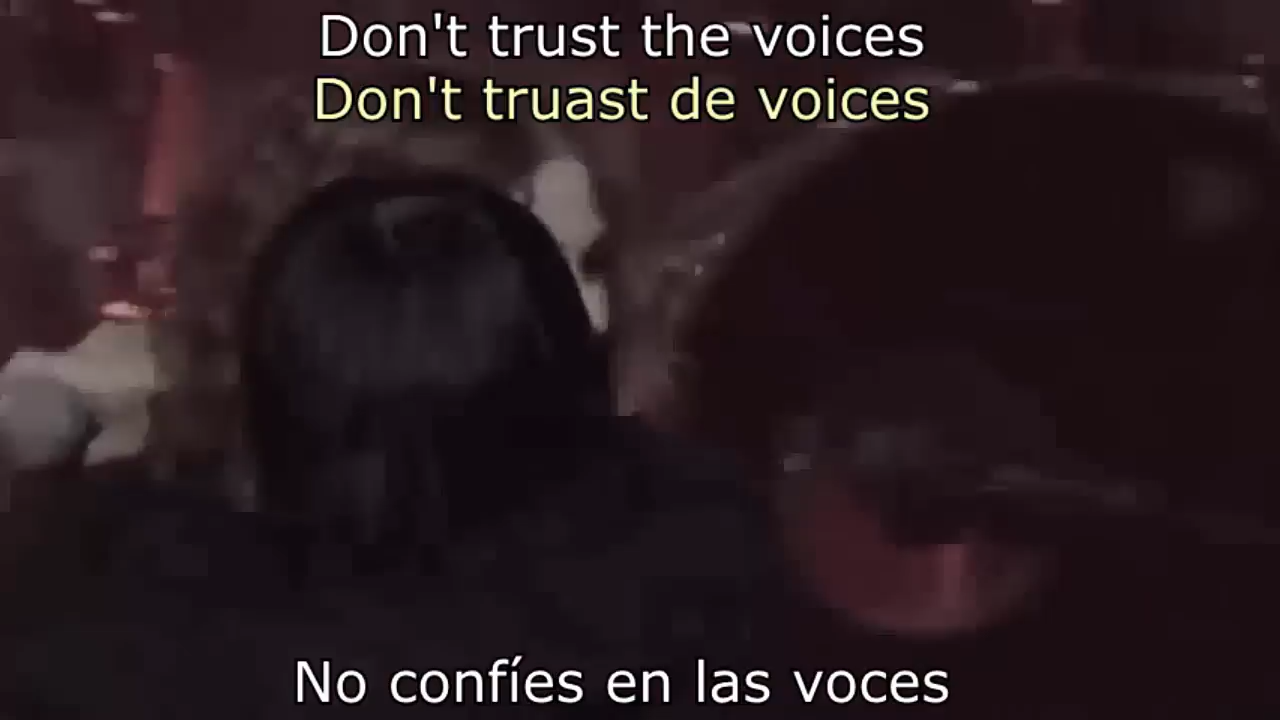 Don't trust the voices
Don't truast de voices
No confíes en las voces